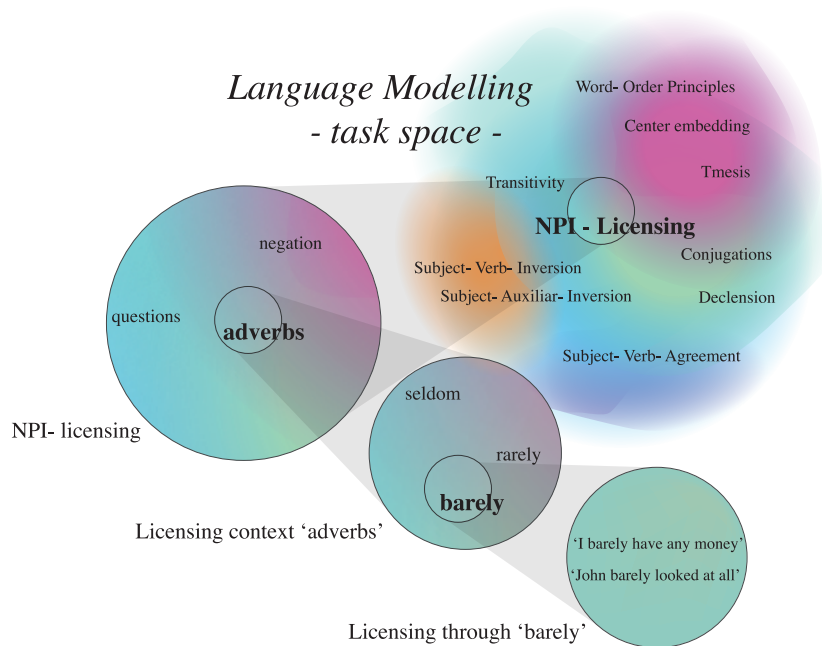 Language Modelling
- task space -
Word- Order Principles
Center embedding
Tmesis
Transitivity
NPI - Licensing
Conjugations
Subject- Verb- Inversion
Subject- Auxiliar- Inversion
Declension
Subject- Verb- Agreement
negation
questions
adverbs
NPI- licensing
seldom
rarely
barely
Licensing context ‘adverbs’
‘I barely have any money’
‘John barely looked at all’
Licensing through ‘barely’